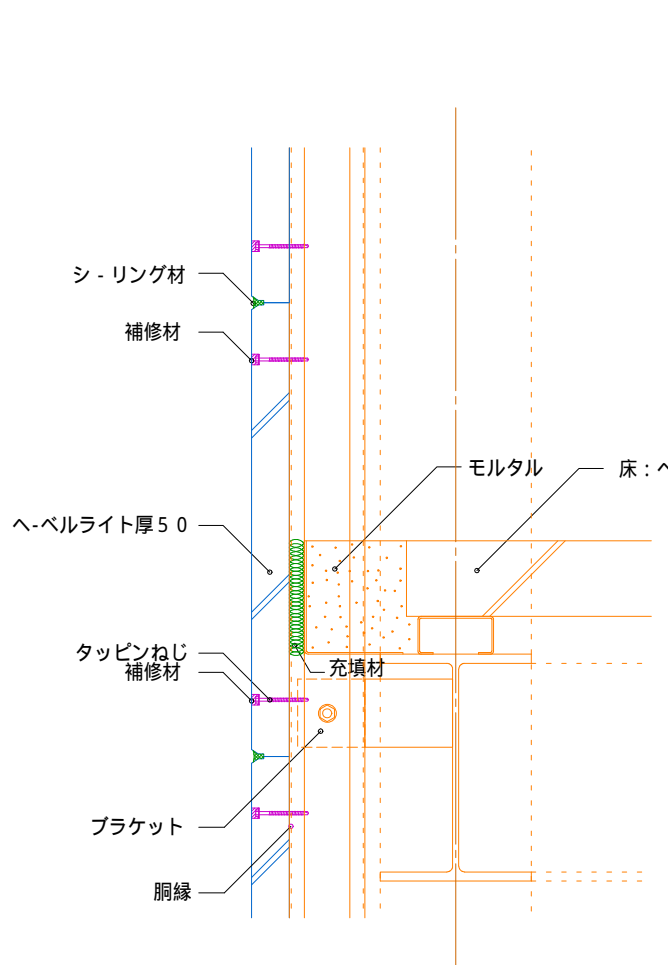 シ-リング材
補修材
モルタル
床:ヘ
ヘ-ベルライト厚50
タッピンねじ
補修材
充填材
ブラケット
胴縁